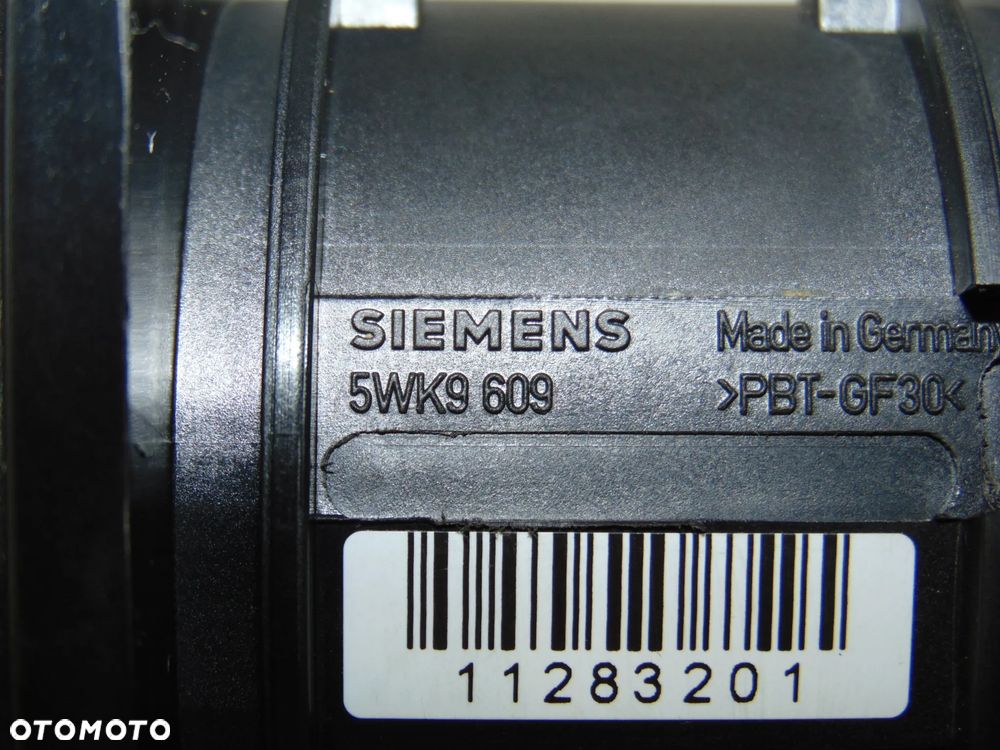 SIEMENS
5WK9 609
Made in Germany
>PBT-GF30<
11283201
OTOMOTO